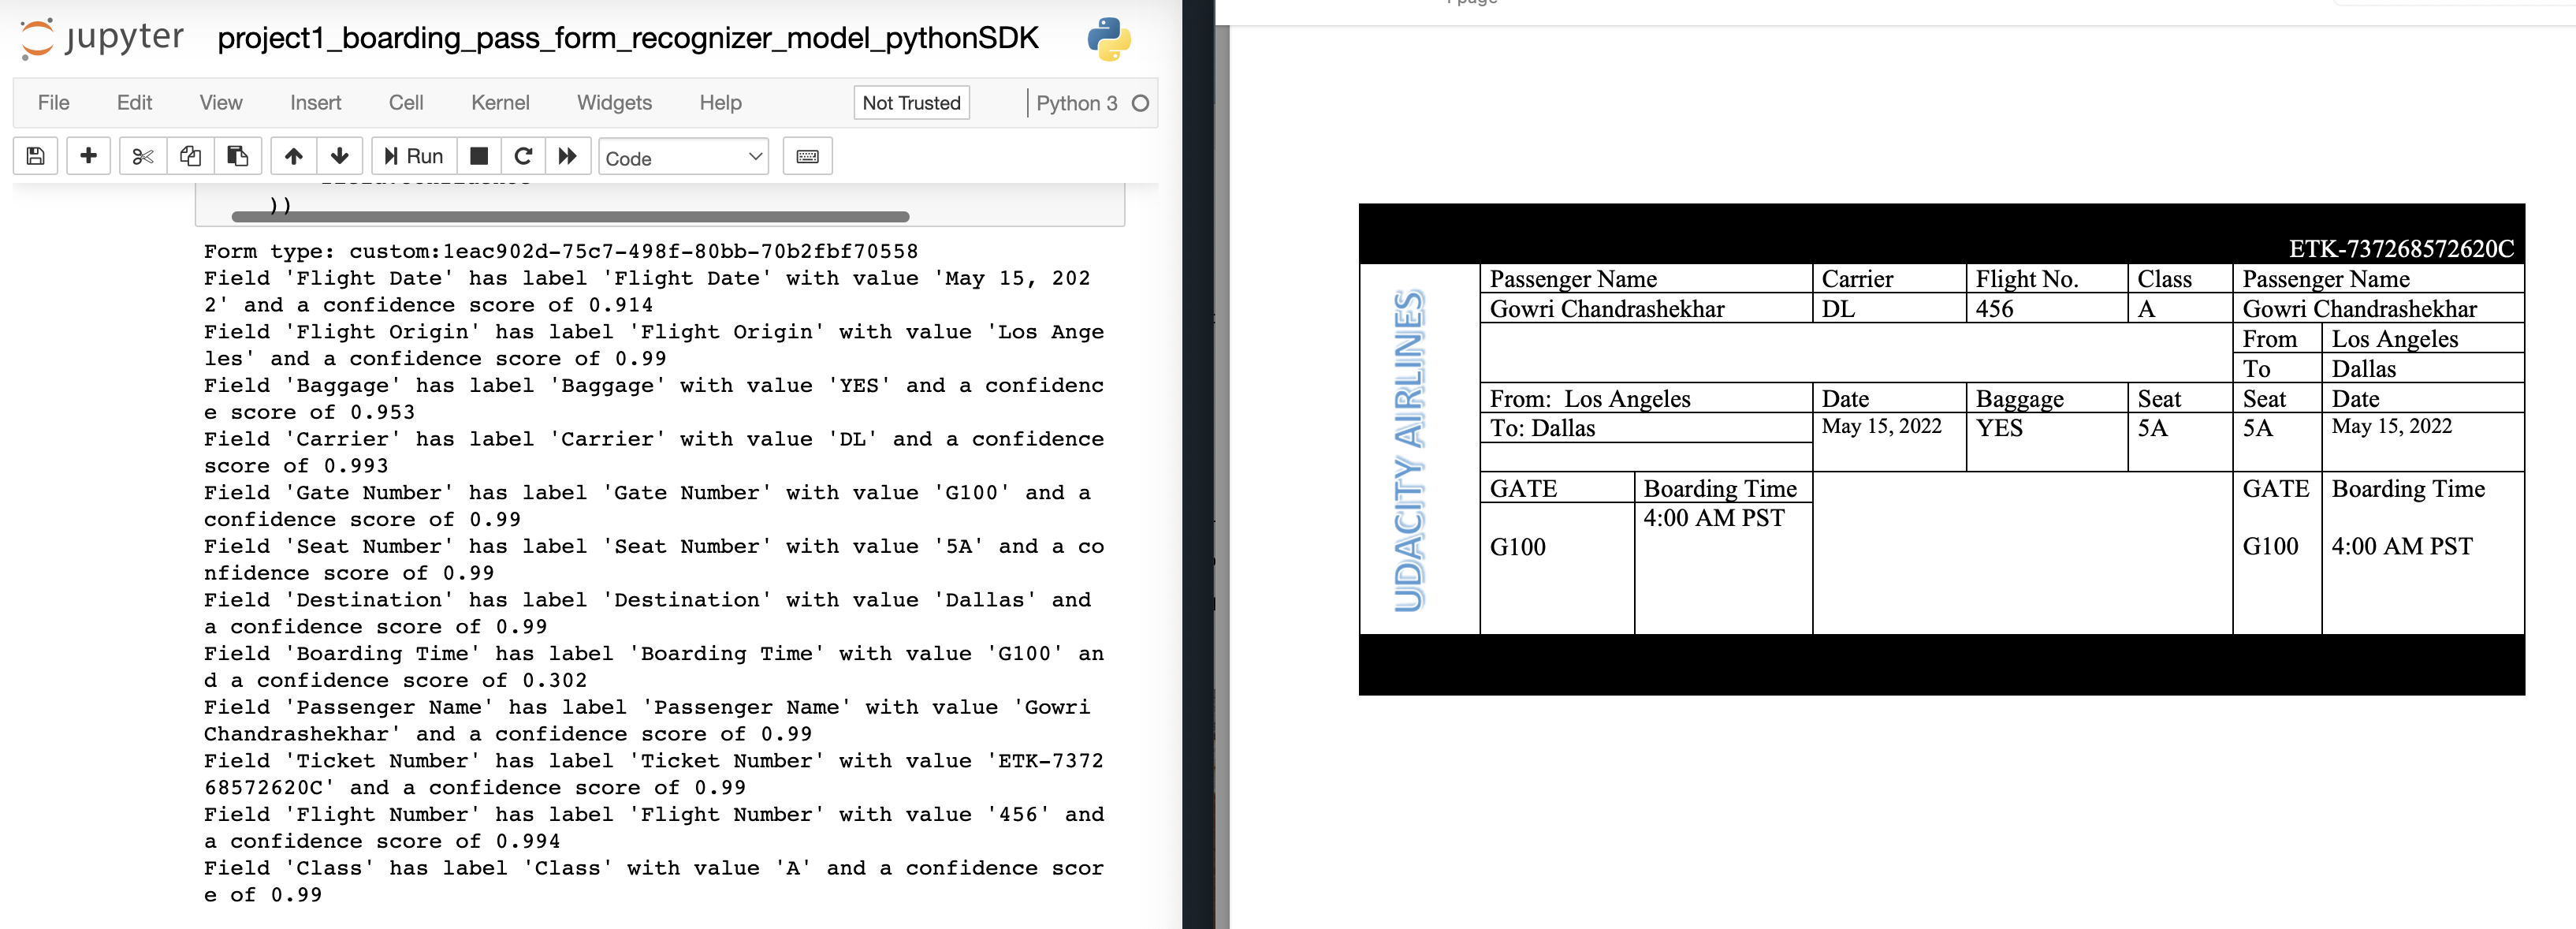 jupyter project1_boarding_pass_form_recognizer_model_pythonSDK
File Edit View Insert Cell Kernel Widgets Help Not Trusted Python 3
Run Code
))
Form type: custom:1eac902d-75c7-498f-80bb-70b2fbf70558
Field 'Flight Date' has label 'Flight Date' with value 'May 15, 202
2' and a confidence score of 0.914
Field 'Flight Origin' has label 'Flight Origin' with value 'Los Ange
les' and a confidence score of 0.99
Field 'Baggage' has label 'Baggage' with value 'YES' and a confidenc
e score of 0.953
Field 'Carrier' has label 'Carrier' with value 'DL' and a confidence
score of 0.993
Field 'Gate Number' has label 'Gate Number' with value 'G100' and a
confidence score of 0.99
Field 'Seat Number' has label 'Seat Number' with value '5A' and a co
nfidence score of 0.99
Field 'Destination' has label 'Destination' with value 'Dallas' and
a confidence score of 0.99
Field 'Boarding Time' has label 'Boarding Time' with value 'G100' an
d a confidence score of 0.302
Field 'Passenger Name' has label 'Passenger Name' with value 'Gowri
Chandrashekhar' and a confidence score of 0.99
Field 'Ticket Number' has label 'Ticket Number' with value 'ETK-7372
68572620C' and a confidence score of 0.99
Field 'Flight Number' has label 'Flight Number' with value '456' and
a confidence score of 0.994
Field 'Class' has label 'Class' with value 'A' and a confidence scor
e of 0.99
ETK-737268572620C
UDACITY AIRLINES
Passenger Name Carrier Flight No. Class Passenger Name
Gowri Chandrashekhar DL 456 A Gowri Chandrashekhar
From Los Angeles
To Dallas
From: Los Angeles Date Baggage Seat Seat Date
To: Dallas May 15, 2022 YES 5A 5A May 15, 2022
GATE Boarding Time GATE Boarding Time
4:00 AM PST
G100 G100 4:00 AM PST